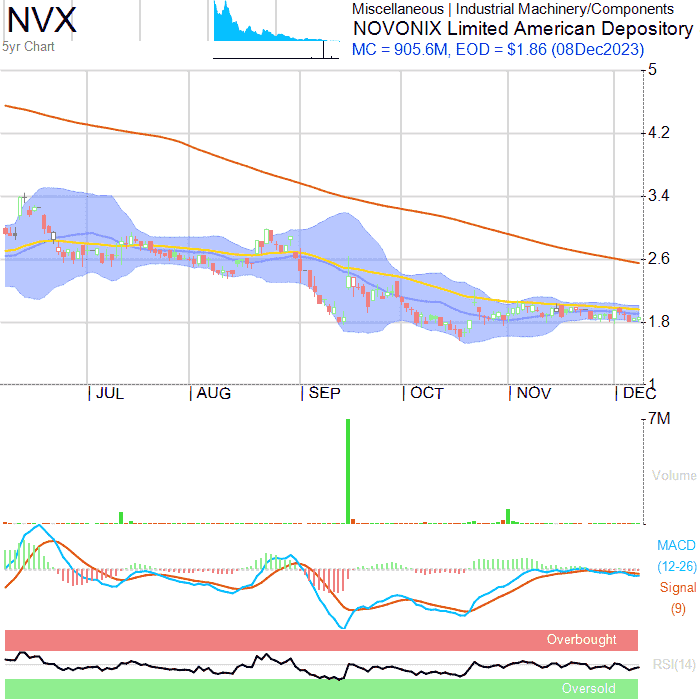 NVX
5yr Chart
Miscellaneous | Industrial Machinery/Components
NOVONIX Limited American Depository
MC = 905.6M, EOD = $1.86 (08Dec2023)
5
4.2
3.4
2.6
1.8
1
JUL AUG SEP OCT NOV DEC
7M
Volume
MACD
(12-26)
Signal
(9)
Overbought
RSI(14)
Oversold